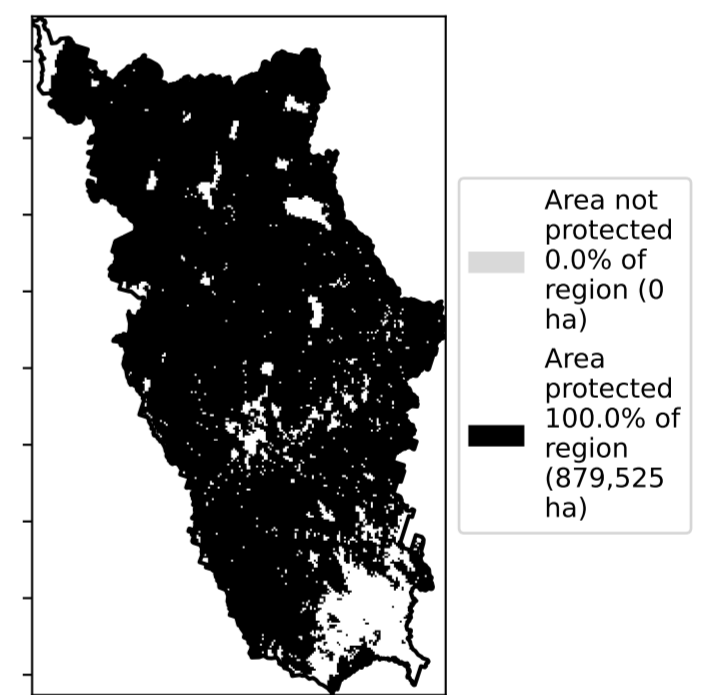 Area not
protected
0.0% of
region (0
ha)
Area
protected
100.0% of
region
(879,525
ha)